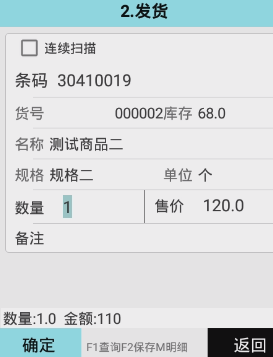 2.发货
连续扫描
条码 30410019
货号 000002库存 68.0
名称 测试商品二
规格 规格二 单位 个
数量 1 售价 120.0
备注
数量:1.0 金额:110
确定 F1查询F2保存M明细 返回